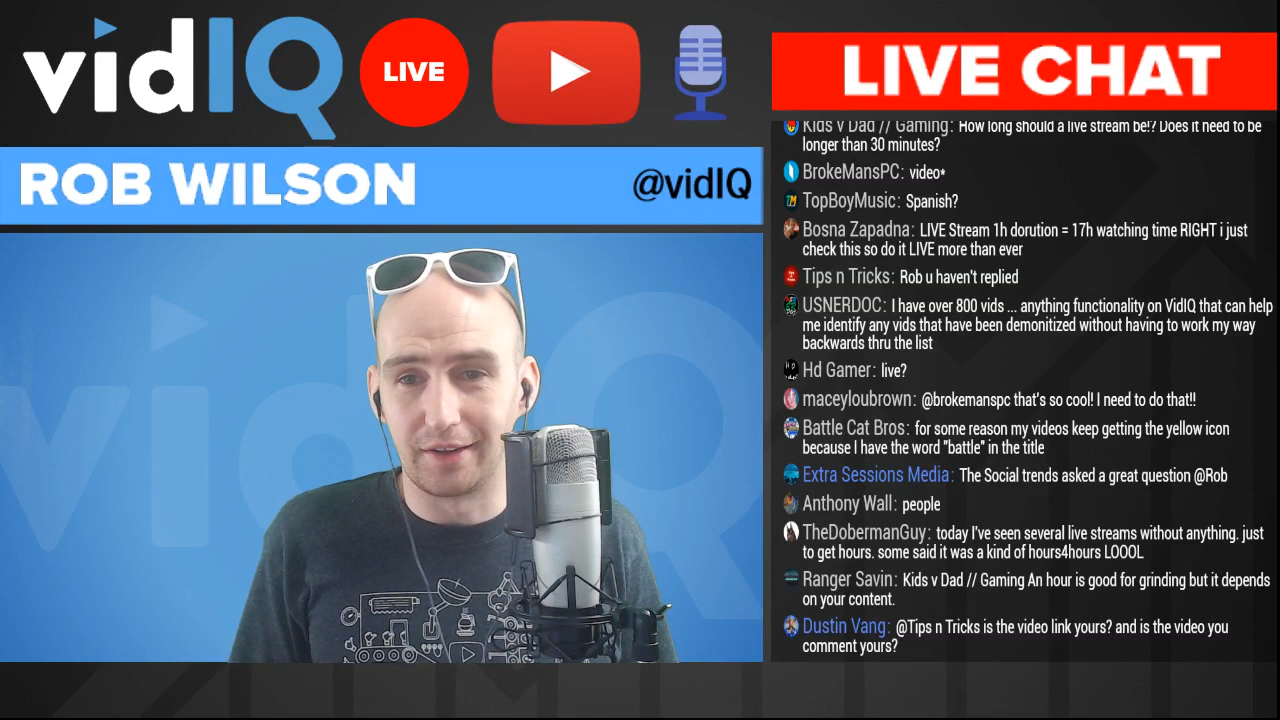 vidIQ
LIVE
ROB WILSON
@vidIQ
LIVE CHAT
Kids v Dad // Gaming: How long should a live stream be!? Does it need to be
longer than 30 minutes?
BrokeMansPC: video*
TopBoyMusic: Spanish?
Bosna Zapadna: LIVE Stream 1h dorution = 17h watching time RIGHT i just
check this so do it LIVE more than ever
Tips n Tricks: Rob u haven't replied
USNERDOC: I have over 800 vids ... anything functionality on VidIQ that can help
me identify any vids that have been demonitized without having to work my way
backwards thru the list
Hd Gamer: live?
maceyloubrown: @brokemanspc that's so cool! I need to do that!!
Battle Cat Bros: for some reason my videos keep getting the yellow icon
because I have the word "battle" in the title
Extra Sessions Media: The Social trends asked a great question @Rob
Anthony Wall: people
TheDobermanGuy: today I've seen several live streams without anything. just
to get hours. some said it was a kind of hours4hours LOOOL
Ranger Savin: Kids v Dad // Gaming An hour is good for grinding but it depends
on your content.
Dustin Vang: @Tips n Tricks is the video link yours? and is the video you
comment yours?